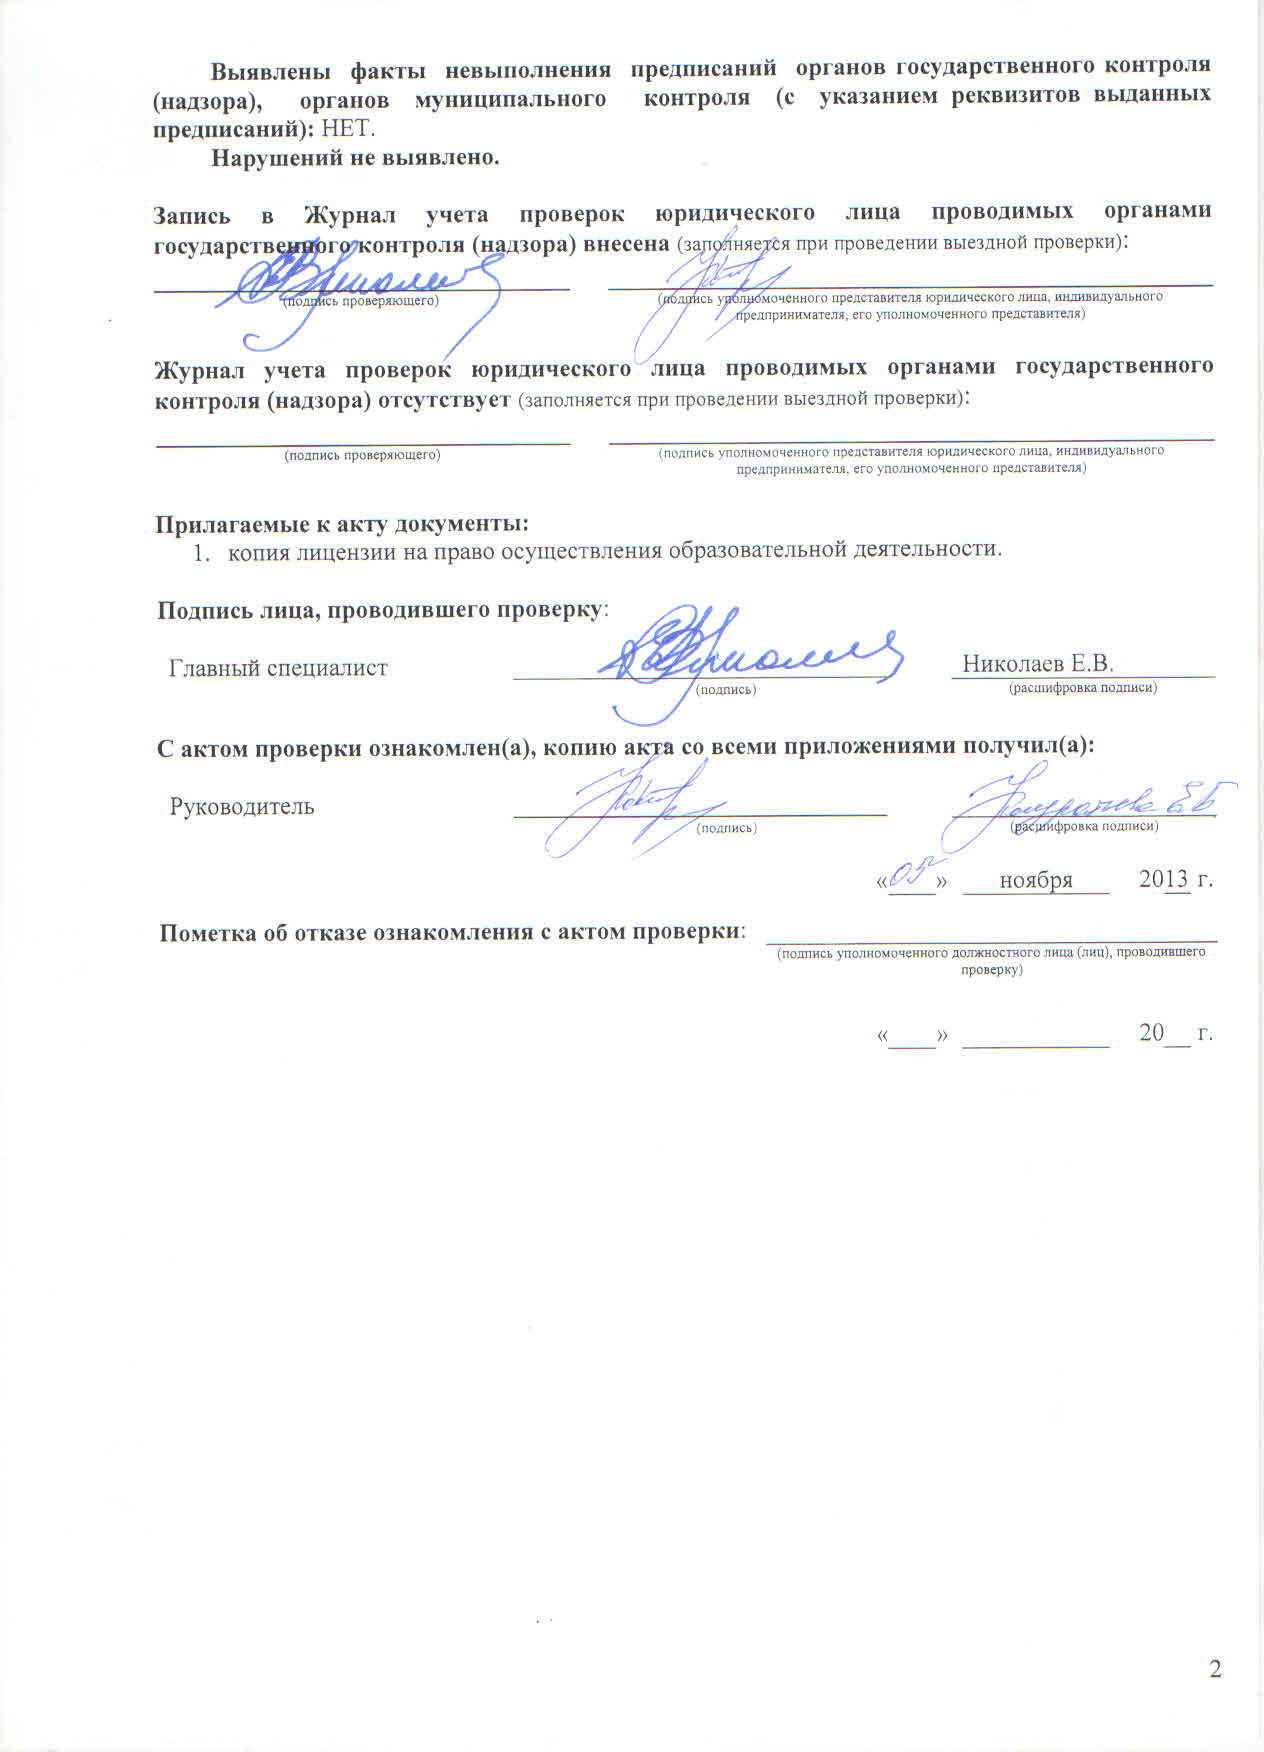 Выявлены факты невыполнения предписаний органов государственного контроля
(надзора), органов муниципального контроля (с указанием реквизитов выданных
предписаний): НЕТ.
Нарушений не выявлено.
Запись в Журнал учета проверок юридического лица проводимых органами
государственного контроля (надзора) внесена (заполняется при проведении выездной проверки):
(подпись проверяющего)
(подпись уполномоченного представителя юридического лица, индивидуального
предпринимателя, его уполномоченного представителя)
Журнал учета проверок юридического лица проводимых органами государственного
контроля (надзора) отсутствует (заполняется при проведении выездной проверки):
(подпись проверяющего)
(подпись уполномоченного представителя юридического лица, индивидуального
предпринимателя, его уполномоченного представителя)
Прилагаемые к акту документы:
1. копия лицензии на право осуществления образовательной деятельности.
Подпись лица, проводившего проверку:
Главный специалист Николаев Е.В.
(подпись) (расшифровка подписи)
С актом проверки ознакомлен(а), копию акта со всеми приложениями получил(а):
Руководитель
(подпись) (расшифровка подписи)
«05» ноября 2013 г.
Пометка об отказе ознакомления с актом проверки:
(подпись уполномоченного должностного лица (лиц), проводившего
проверку)
«____» ____________ 20__ г.
2